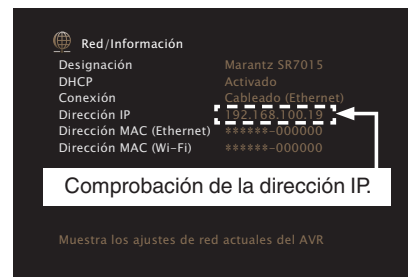 Red/Información
Designación Marantz SR7015
DHCP Activado
Conexión Cableado (Ethernet)
Dirección IP 192.168.100.19
Dirección MAC (Ethernet) ******-000000
Dirección MAC (Wi-Fi) ******-000000
Comprobación de la dirección IP.
Muestra los ajustes de red actuales del AVR